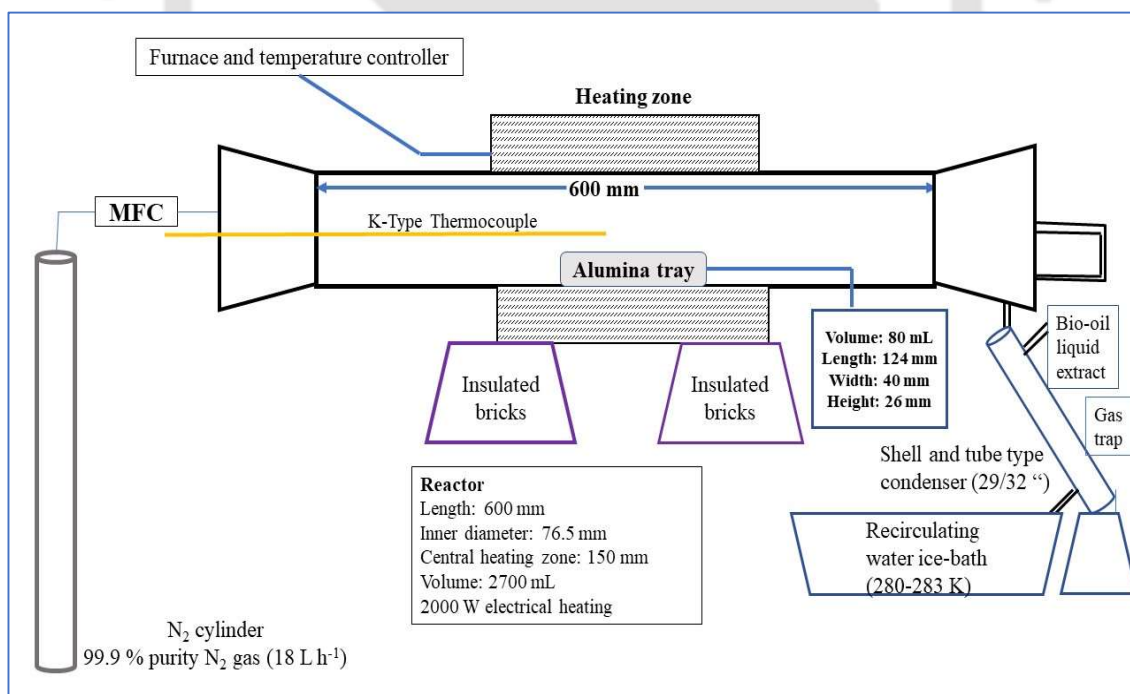 Furnace and temperature controller
Heating zone
600 mm
MFC
K-Type Thermocouple
Alumina tray
Volume: 80 mL
Length: 124 mm
Width: 40 mm
Height: 26 mm
Bio-oil
liquid
extract
Gas
trap
Insulated
bricks
Insulated
bricks
Shell and tube type
condenser (29/32 “)
Recirculating
water ice-bath
(280-283 K)
Reactor
Length: 600 mm
Inner diameter: 76.5 mm
Central heating zone: 150 mm
Volume: 2700 mL
2000 W electrical heating
N₂ cylinder
99.9 % purity N₂ gas (18 L h⁻¹)